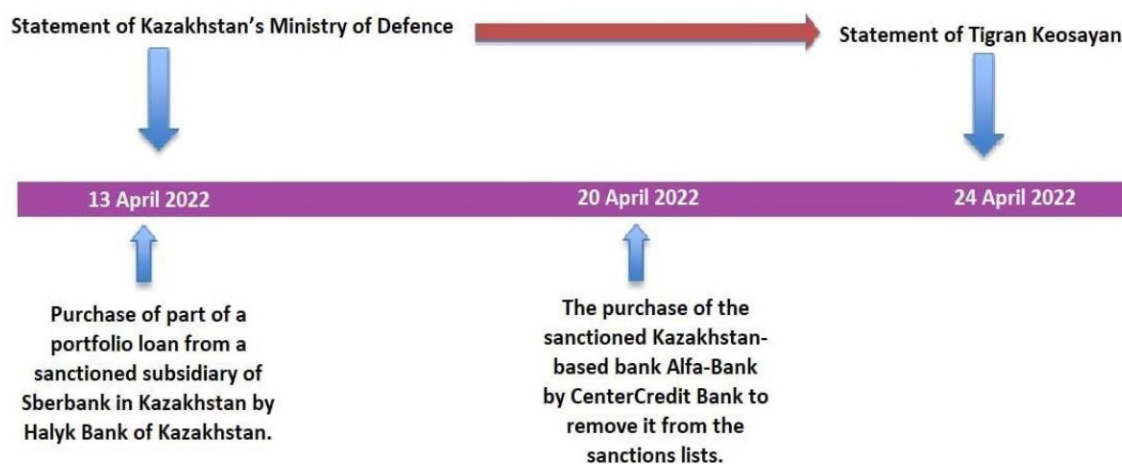 Statement of Kazakhstan’s Ministry of Defence
Statement of Tigran Keosayan
13 April 2022
20 April 2022
24 April 2022
Purchase of part of a
portfolio loan from a
sanctioned subsidiary of
Sberbank in Kazakhstan by
Halyk Bank of Kazakhstan.
The purchase of the
sanctioned Kazakhstan-
based bank Alfa-Bank
by CenterCredit Bank to
remove it from the
sanctions lists.